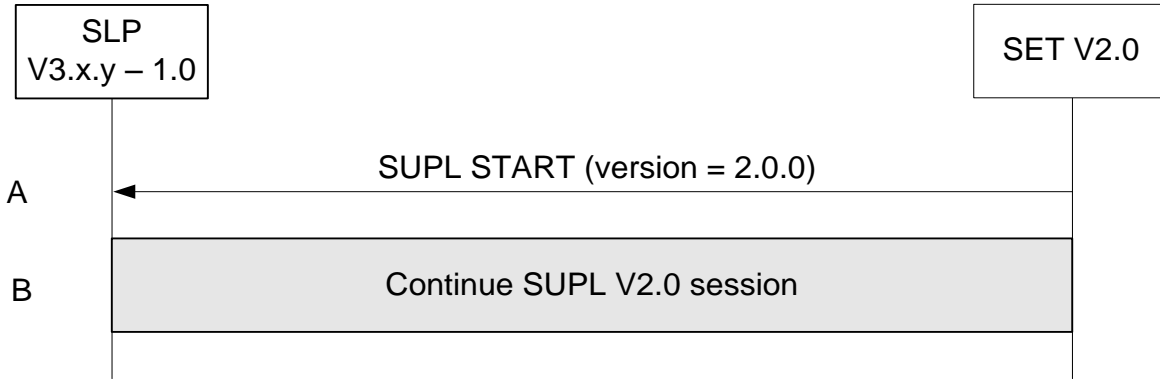 SLP
V3.x.y – 1.0
SET V2.0
SUPL START (version = 2.0.0)
A
Continue SUPL V2.0 session
B